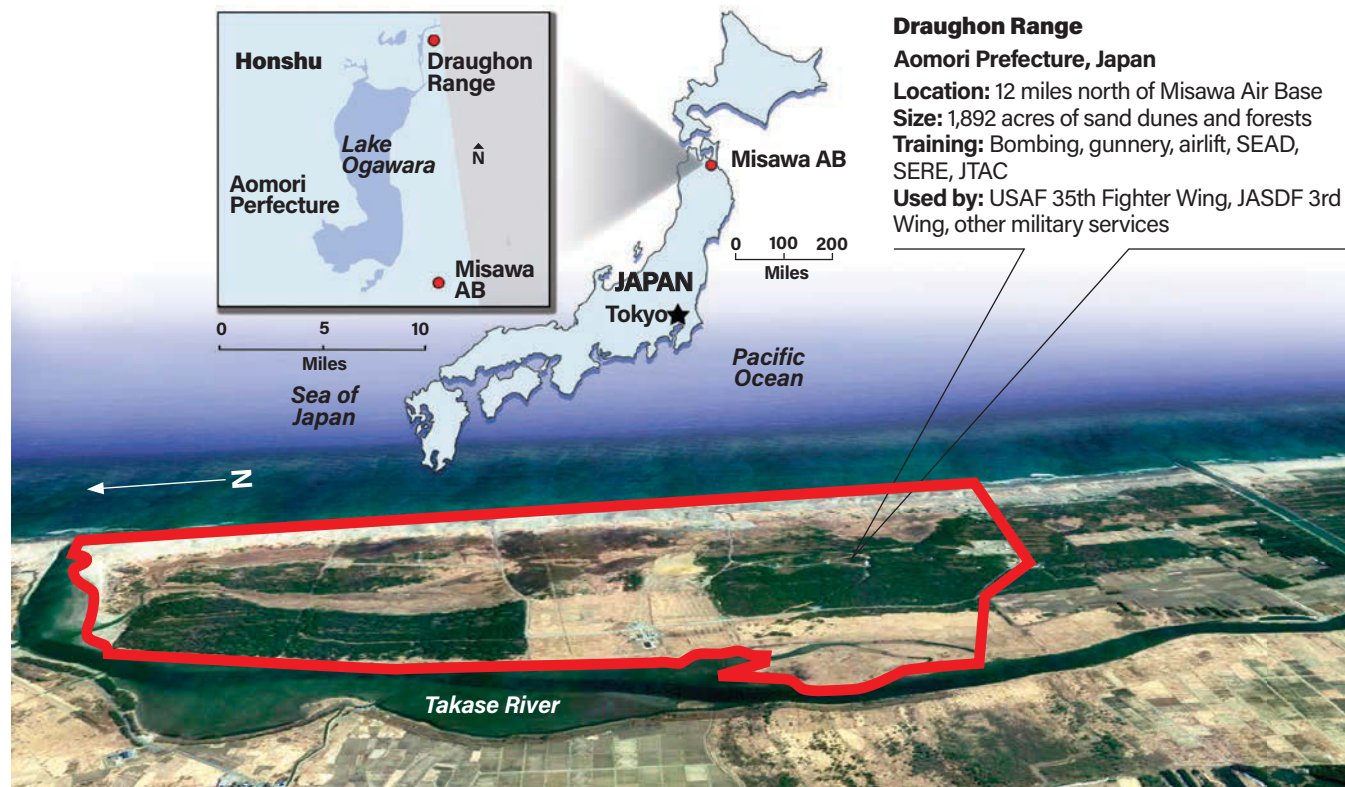 Honshu
Draughon
Range
Lake
Ogawara
N
Aomori
Perfecture
Misawa
AB
0 5 10
Miles
Misawa AB
0 100 200
Miles
JAPAN
Tokyo
Sea of
Japan
Pacific
Ocean
Draughon Range
Aomori Prefecture, Japan
Location: 12 miles north of Misawa Air Base
Size: 1,892 acres of sand dunes and forests
Training: Bombing, gunnery, airlift, SEAD,
SERE, JTAC
Used by: USAF 35th Fighter Wing, JASDF 3rd
Wing, other military services
N
Takase River